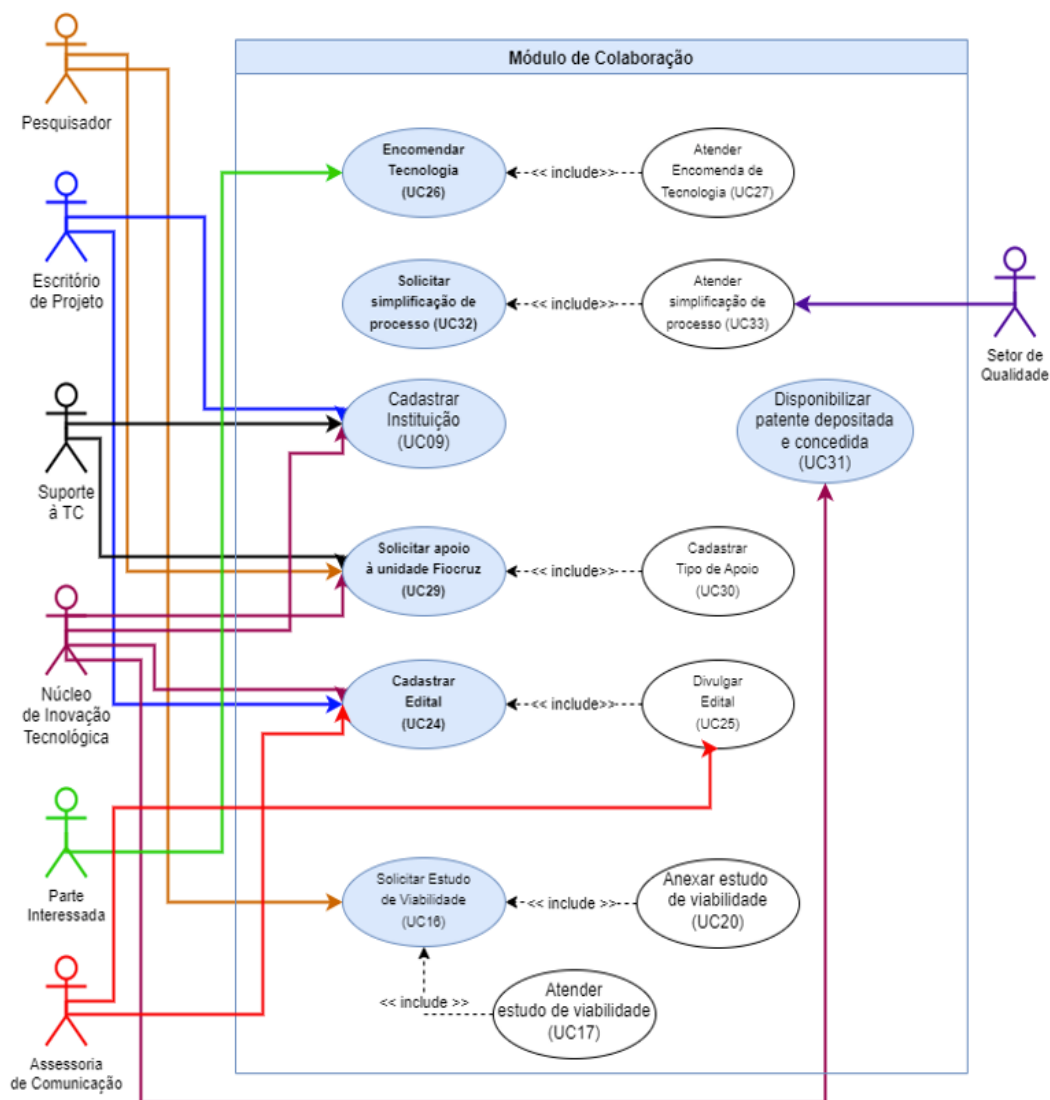 Módulo de Colaboração
Pesquisador
Encomendar
Tecnologia
(UC26)
<< include>>
Atender
Encomenda de
Tecnologia (UC27)
Escritório
de Projeto
Solicitar
simplificação de
processo (UC32)
<< include>>
Atender
simplificação de
processo (UC33)
Setor de
Qualidade
Cadastrar
Instituição
(UC09)
Disponibilizar
patente depositada
e concedida
(UC31)
Suporte
à TC
Solicitar apoio
à unidade Fiocruz
(UC29)
<< include>>
Cadastrar
Tipo de Apoio
(UC30)
Núcleo
de Inovação
Tecnológica
Cadastrar
Edital
(UC24)
<< include>>
Divulgar
Edital
(UC25)
Parte
Interessada
Solicitar Estudo
de Viabilidade
(UC16)
<< include >>
Anexar estudo
de viabilidade
(UC20)
<< include >>
Atender
estudo de viabilidade
(UC17)
Assessoria
de Comunicação